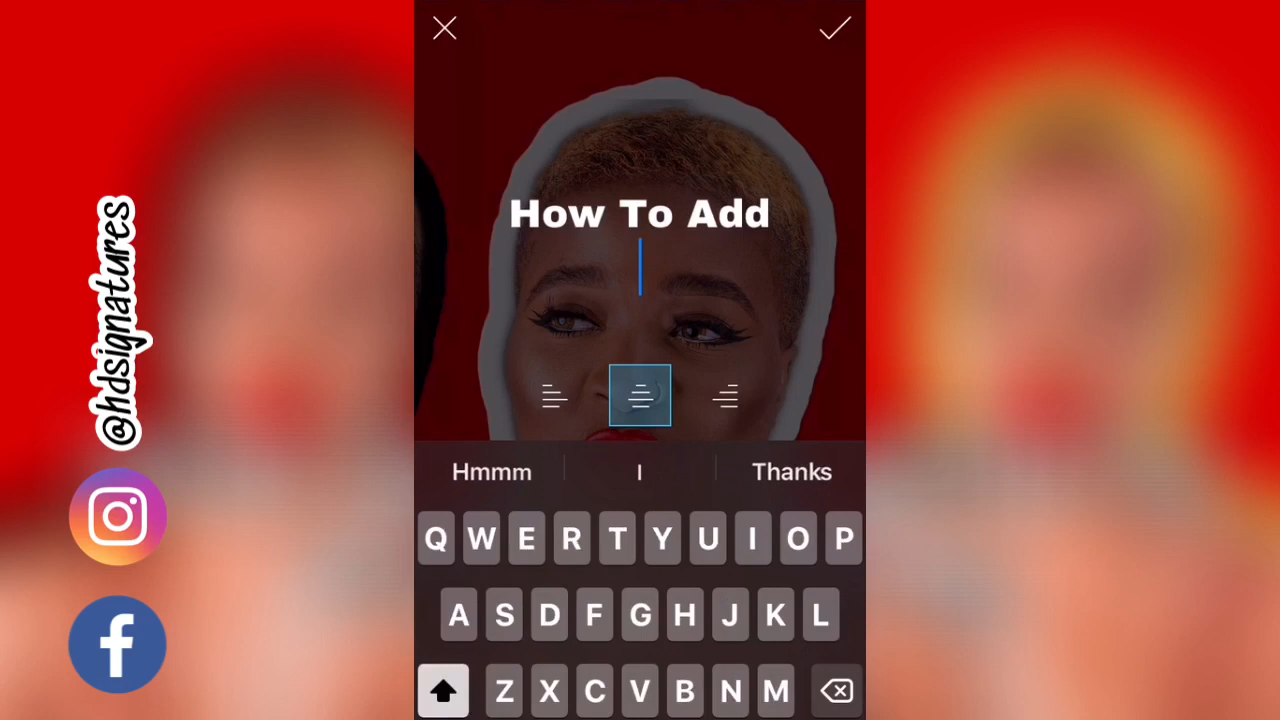 How To Add
@hdsignatures
Hmmm I Thanks
Q W E R T Y U I O P
A S D F G H J K L
Z X C V B N M